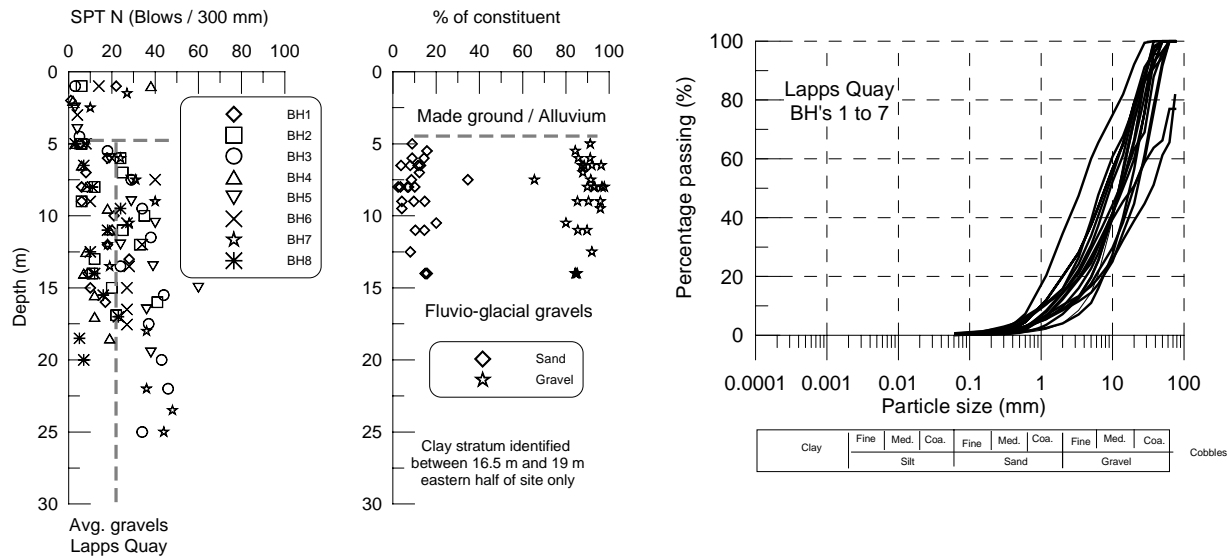 SPT N (Blows / 300 mm)
0 20 40 60 80 100
0
5
10
15
20
25
30
Depth (m)
BH1
BH2
BH3
BH4
BH5
BH6
BH7
BH8
Avg. gravels
Lapps Quay
% of constituent
0 20 40 60 80 100
0
5
10
15
20
25
30
Made ground / Alluvium
Fluvio-glacial gravels
Sand
Gravel
Clay stratum identified
between 16.5 m and 19 m
eastern half of site only
100
80
60
40
20
0
Percentage passing (%)
Lapps Quay
BH's 1 to 7
0.0001 0.001 0.01 0.1 1 10 100
Particle size (mm)
Clay Fine Med. Coa. Fine Med. Coa. Fine Med. Coa. Cobbles
Silt Sand Gravel